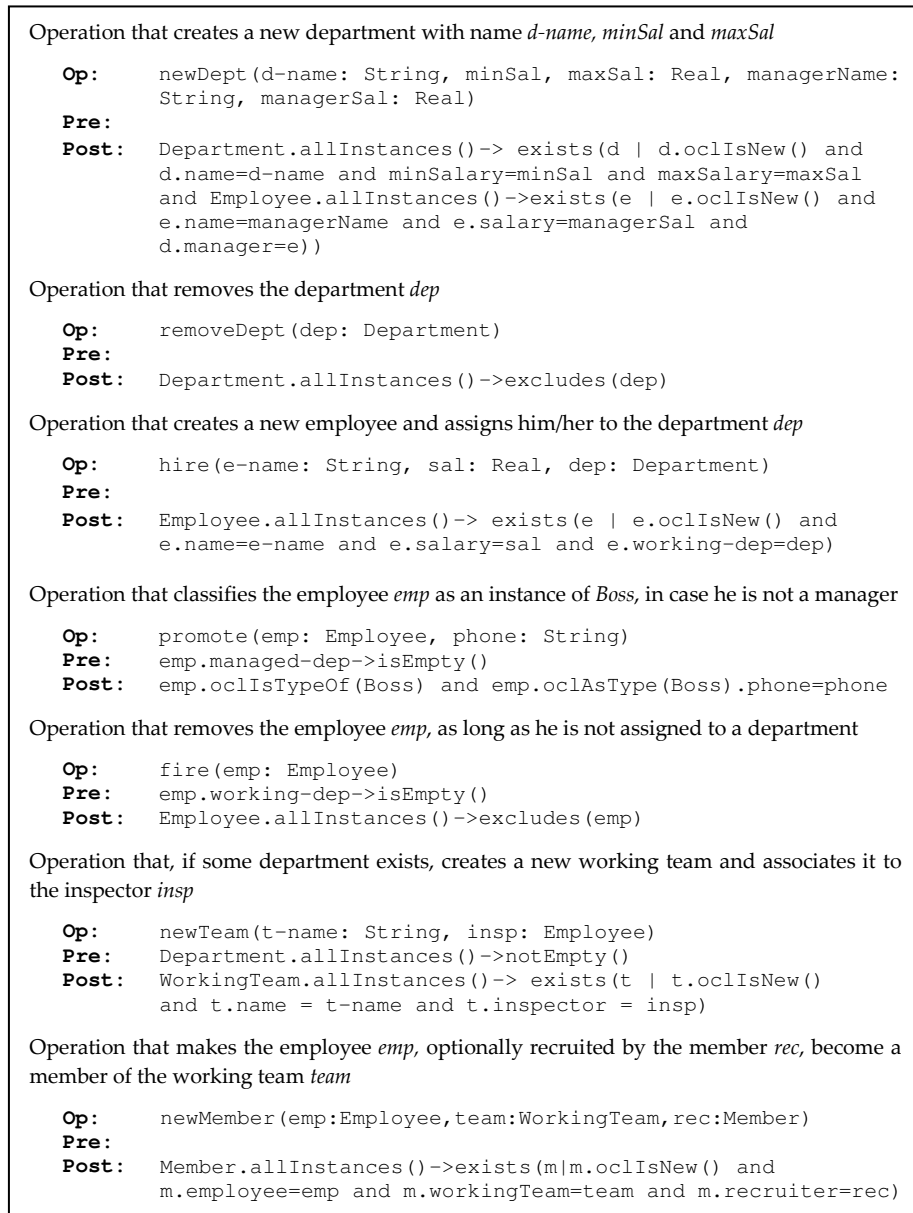 Operation that creates a new department with name d-name, minSal and maxSal
Op: newDept(d-name: String, minSal, maxSal: Real, managerName:
String, managerSal: Real)
Pre:
Post: Department.allInstances()-> exists(d | d.oclIsNew() and
d.name=d-name and minSalary=minSal and maxSalary=maxSal
and Employee.allInstances()->exists(e | e.oclIsNew() and
e.name=managerName and e.salary=managerSal and
d.manager=e))
Operation that removes the department dep
Op: removeDept(dep: Department)
Pre:
Post: Department.allInstances()->excludes(dep)
Operation that creates a new employee and assigns him/her to the department dep
Op: hire(e-name: String, sal: Real, dep: Department)
Pre:
Post: Employee.allInstances()-> exists(e | e.oclIsNew() and
e.name=e-name and e.salary=sal and e.working-dep=dep)
Operation that classifies the employee emp as an instance of Boss, in case he is not a manager
Op: promote(emp: Employee, phone: String)
Pre: emp.managed-dep->isEmpty()
Post: emp.oclIsTypeOf(Boss) and emp.oclAsType(Boss).phone=phone
Operation that removes the employee emp, as long as he is not assigned to a department
Op: fire(emp: Employee)
Pre: emp.working-dep->isEmpty()
Post: Employee.allInstances()->excludes(emp)
Operation that, if some department exists, creates a new working team and associates it to
the inspector insp
Op: newTeam(t-name: String, insp: Employee)
Pre: Department.allInstances()->notEmpty()
Post: WorkingTeam.allInstances()-> exists(t | t.oclIsNew()
and t.name = t-name and t.inspector = insp)
Operation that makes the employee emp, optionally recruited by the member rec, become a
member of the working team team
Op: newMember(emp:Employee,team:WorkingTeam,rec:Member)
Pre:
Post: Member.allInstances()->exists(m|m.oclIsNew() and
m.employee=emp and m.workingTeam=team and m.recruiter=rec)